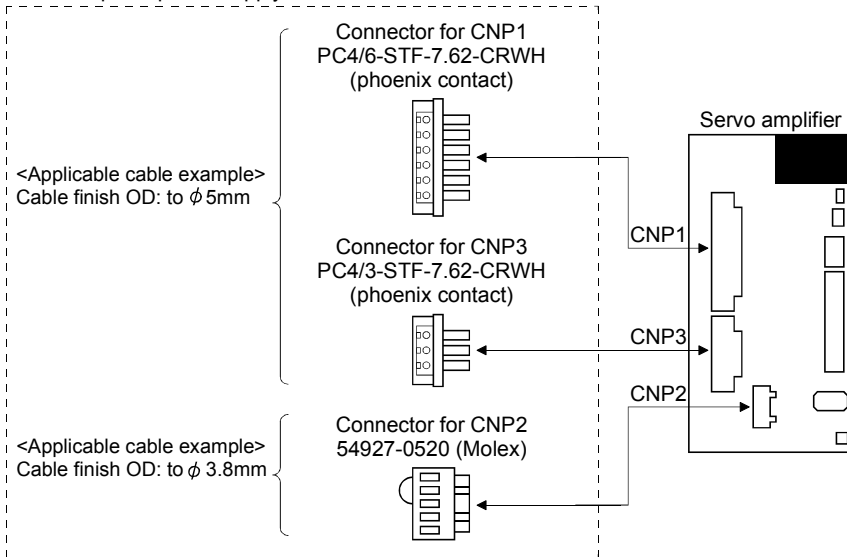 Connector for CNP1
PC4/6-STF-7.62-CRWH
(phoenix contact)
Servo amplifier
<Applicable cable example>
Cable finish OD: to ϕ5mm
CNP1
Connector for CNP3
PC4/3-STF-7.62-CRWH
(phoenix contact)
CNP3
CNP2
Connector for CNP2
54927-0520 (Molex)
<Applicable cable example>
Cable finish OD: to ϕ 3.8mm